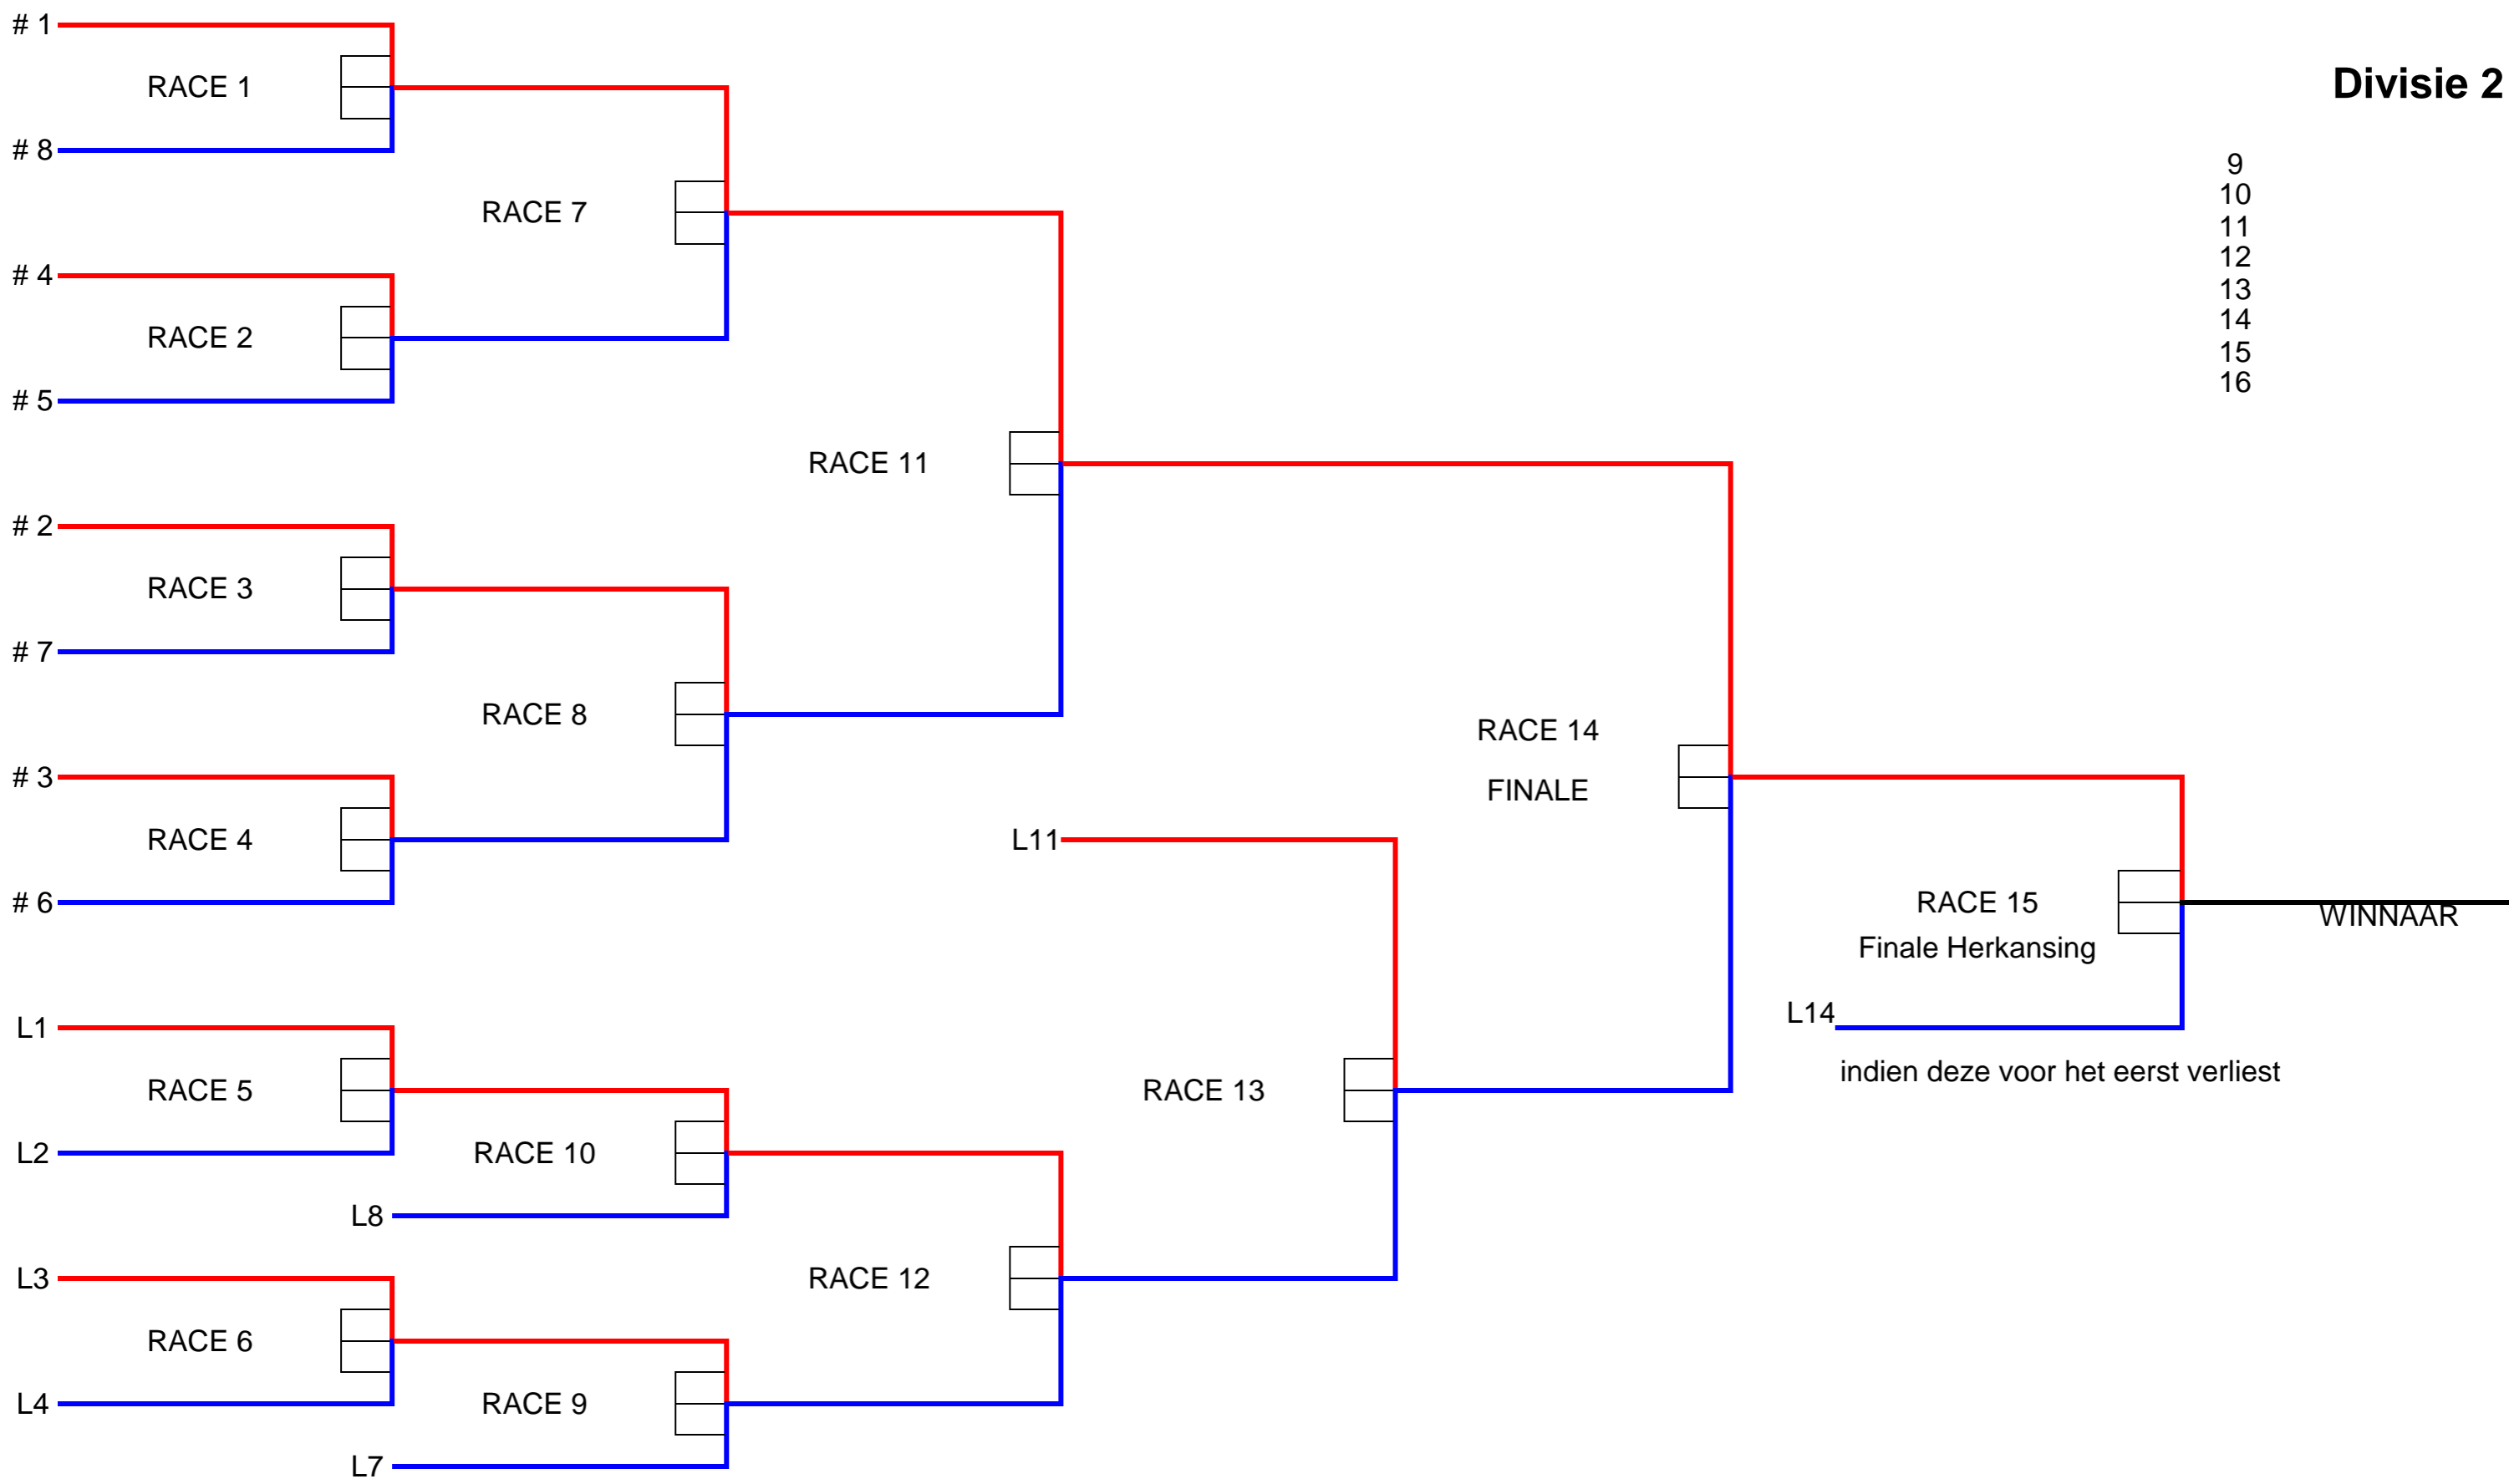 # 1
RACE 1
Divisie 2
# 8
9
10
RACE 7
11
12
# 4
13
14
RACE 2
15
16
# 5
RACE 11
# 2
RACE 3
# 7
RACE 8
RACE 14
# 3
FINALE
RACE 4
L11
# 6
RACE 15
WINNAAR
Finale Herkansing
L14
L1
indien deze voor het eerst verliest
RACE 5
RACE 13
L2
RACE 10
L8
L3
RACE 12
RACE 6
L4
RACE 9
L7